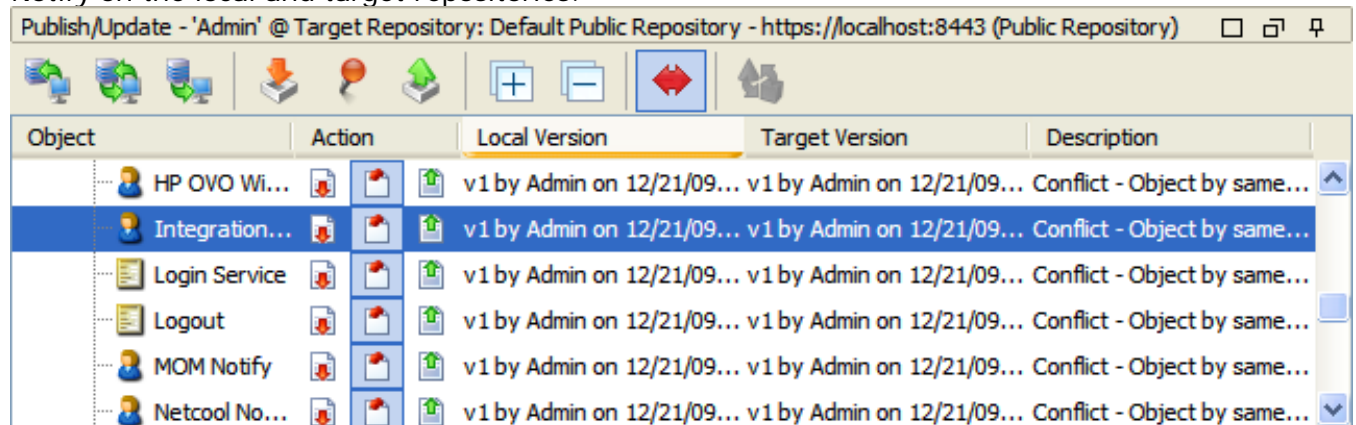 Notify on the local and target repositories.
Publish/Update - 'Admin' @ Target Repository: Default Public Repository - https://localhost:8443 (Public Repository)
Object Action Local Version Target Version Description
HP OVO Wi... v1 by Admin on 12/21/09... v1 by Admin on 12/21/09... Conflict - Object by same...
Integration... v1 by Admin on 12/21/09... v1 by Admin on 12/21/09... Conflict - Object by same...
Login Service v1 by Admin on 12/21/09... v1 by Admin on 12/21/09... Conflict - Object by same...
Logout v1 by Admin on 12/21/09... v1 by Admin on 12/21/09... Conflict - Object by same...
MOM Notify v1 by Admin on 12/21/09... v1 by Admin on 12/21/09... Conflict - Object by same...
Netcool No... v1 by Admin on 12/21/09... v1 by Admin on 12/21/09... Conflict - Object by same...